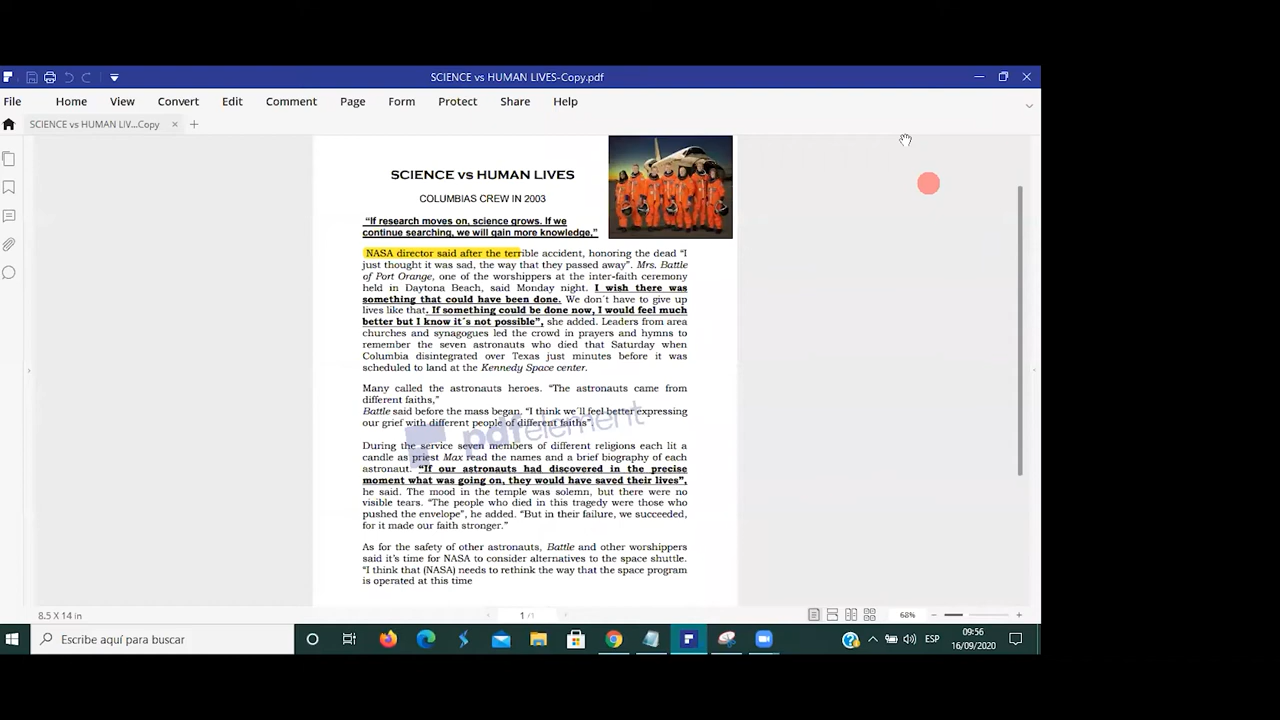 SCIENCE vs HUMAN LIVES-Copy.pdf
File Home View Convert Edit Comment Page Form Protect Share Help
SCIENCE vs HUMAN LIV...Copy × +
SCIENCE vs HUMAN LIVES
COLUMBIAS CREW IN 2003
“If research moves on, science grows. If we
continue searching, we will gain more knowledge,”
NASA director said after the terrible accident, honoring the dead “I
just thought it was sad, the way that they passed away”. Mrs. Battle
of Port Orange, one of the worshippers at the inter-faith ceremony
held in Daytona Beach, said Monday night. I wish there was
something that could have been done. We don´t have to give up
lives like that. If something could be done now, I would feel much
better but I know it´s not possible”, she added. Leaders from area
churches and synagogues led the crowd in prayers and hymns to
remember the seven astronauts who died that Saturday when
Columbia disintegrated over Texas just minutes before it was
scheduled to land at the Kennedy Space center.
Many called the astronauts heroes. “The astronauts came from
different faiths,”
Battle said before the mass began. “I think we´ll feel better expressing
our grief with different people of different faiths”
pdfelement
During the service seven members of different religions each lit a
candle as priest Max read the names and a brief biography of each
astronaut. “If our astronauts had discovered in the precise
moment what was going on, they would have saved their lives”,
he said. The mood in the temple was solemn, but there were no
visible tears. “The people who died in this tragedy were those who
pushed the envelope”, he added. “But in their failure, we succeeded,
for it made our faith stronger.”
As for the safety of other astronauts, Battle and other worshippers
said it’s time for NASA to consider alternatives to the space shuttle.
“I think that (NASA) needs to rethink the way that the space program
is operated at this time
8.5 X 14 in 1 /1 68%
Escribe aquí para buscar
ESP
09:56
16/09/2020